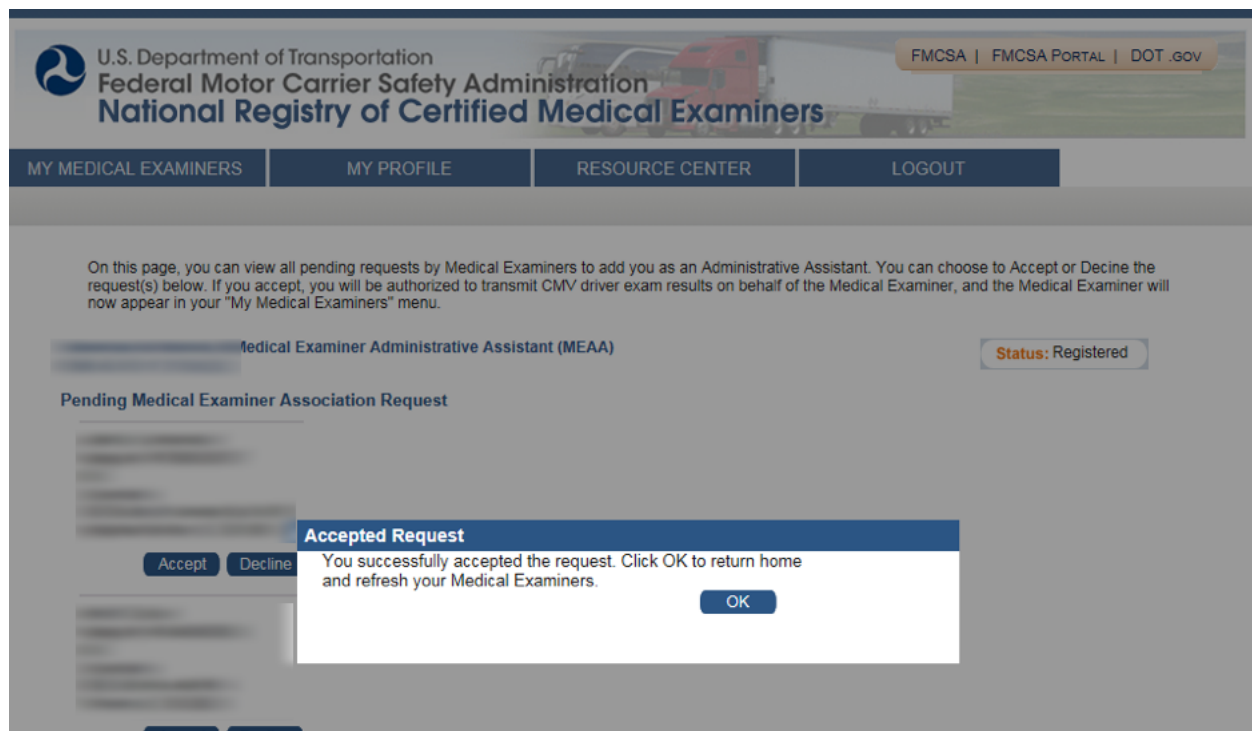 U.S. Department of Transportation
Federal Motor Carrier Safety Administration
National Registry of Certified Medical Examiners
FMCSA | FMCSA PORTAL | DOT .GOV
MY MEDICAL EXAMINERS MY PROFILE RESOURCE CENTER LOGOUT
On this page, you can view all pending requests by Medical Examiners to add you as an Administrative Assistant. You can choose to Accept or Decine the
request(s) below. If you accept, you will be authorized to transmit CMV driver exam results on behalf of the Medical Examiner, and the Medical Examiner will
now appear in your "My Medical Examiners" menu.
Medical Examiner Administrative Assistant (MEAA)
Status: Registered
Pending Medical Examiner Association Request
Accept Decline
Accepted Request
You successfully accepted the request. Click OK to return home
and refresh your Medical Examiners.
OK